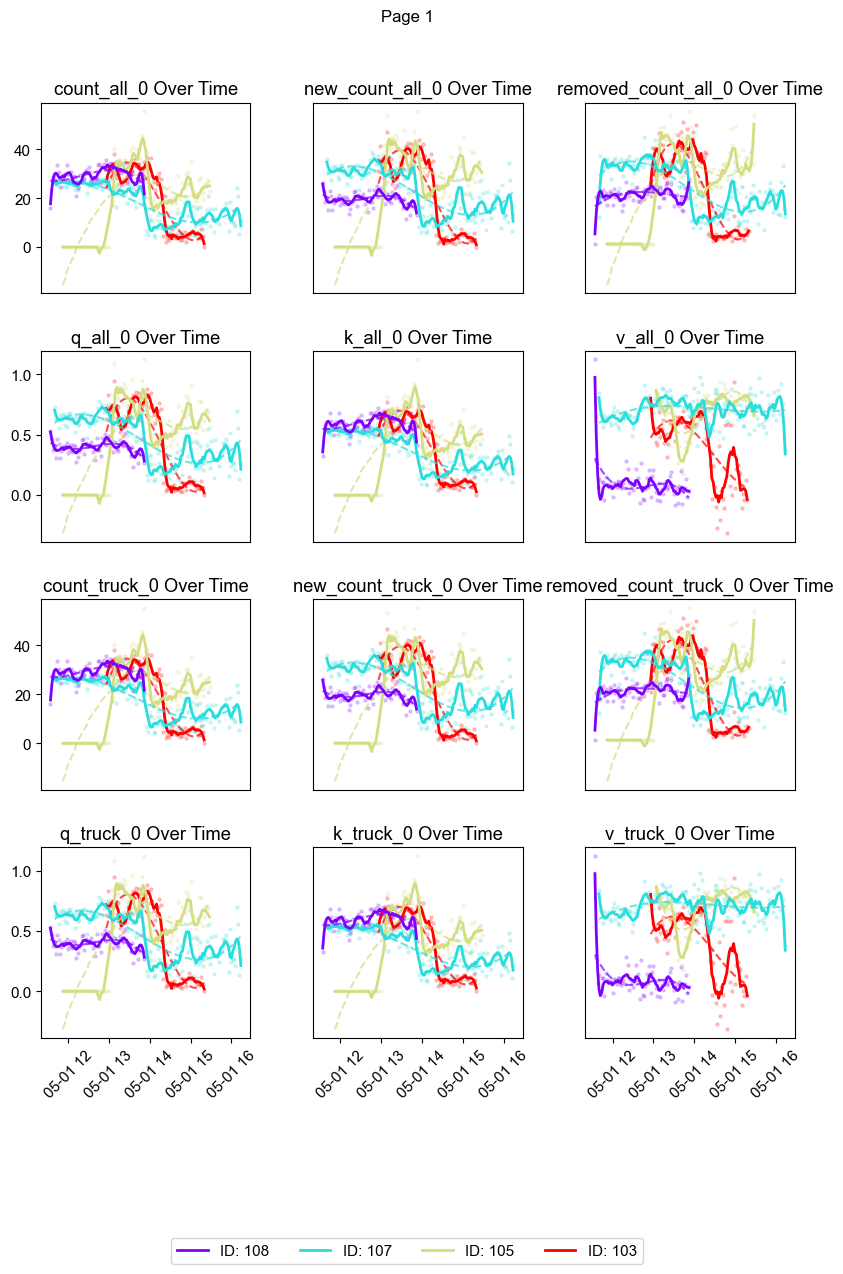 Page 1
count_all_0 Over Time
new_count_all_0 Over Time
removed_count_all_0 Over Time
40
20
0
q_all_0 Over Time
k_all_0 Over Time
v_all_0 Over Time
1.0
0.5
0.0
count_truck_0 Over Time
new_count_truck_0 Over Time
removed_count_truck_0 Over Time
40
20
0
q_truck_0 Over Time
k_truck_0 Over Time
v_truck_0 Over Time
1.0
0.5
0.0
05-01 12
05-01 13
05-01 14
05-01 15
05-01 16
05-01 12
05-01 13
05-01 14
05-01 15
05-01 16
05-01 12
05-01 13
05-01 14
05-01 15
05-01 16
ID: 108
ID: 107
ID: 105
ID: 103